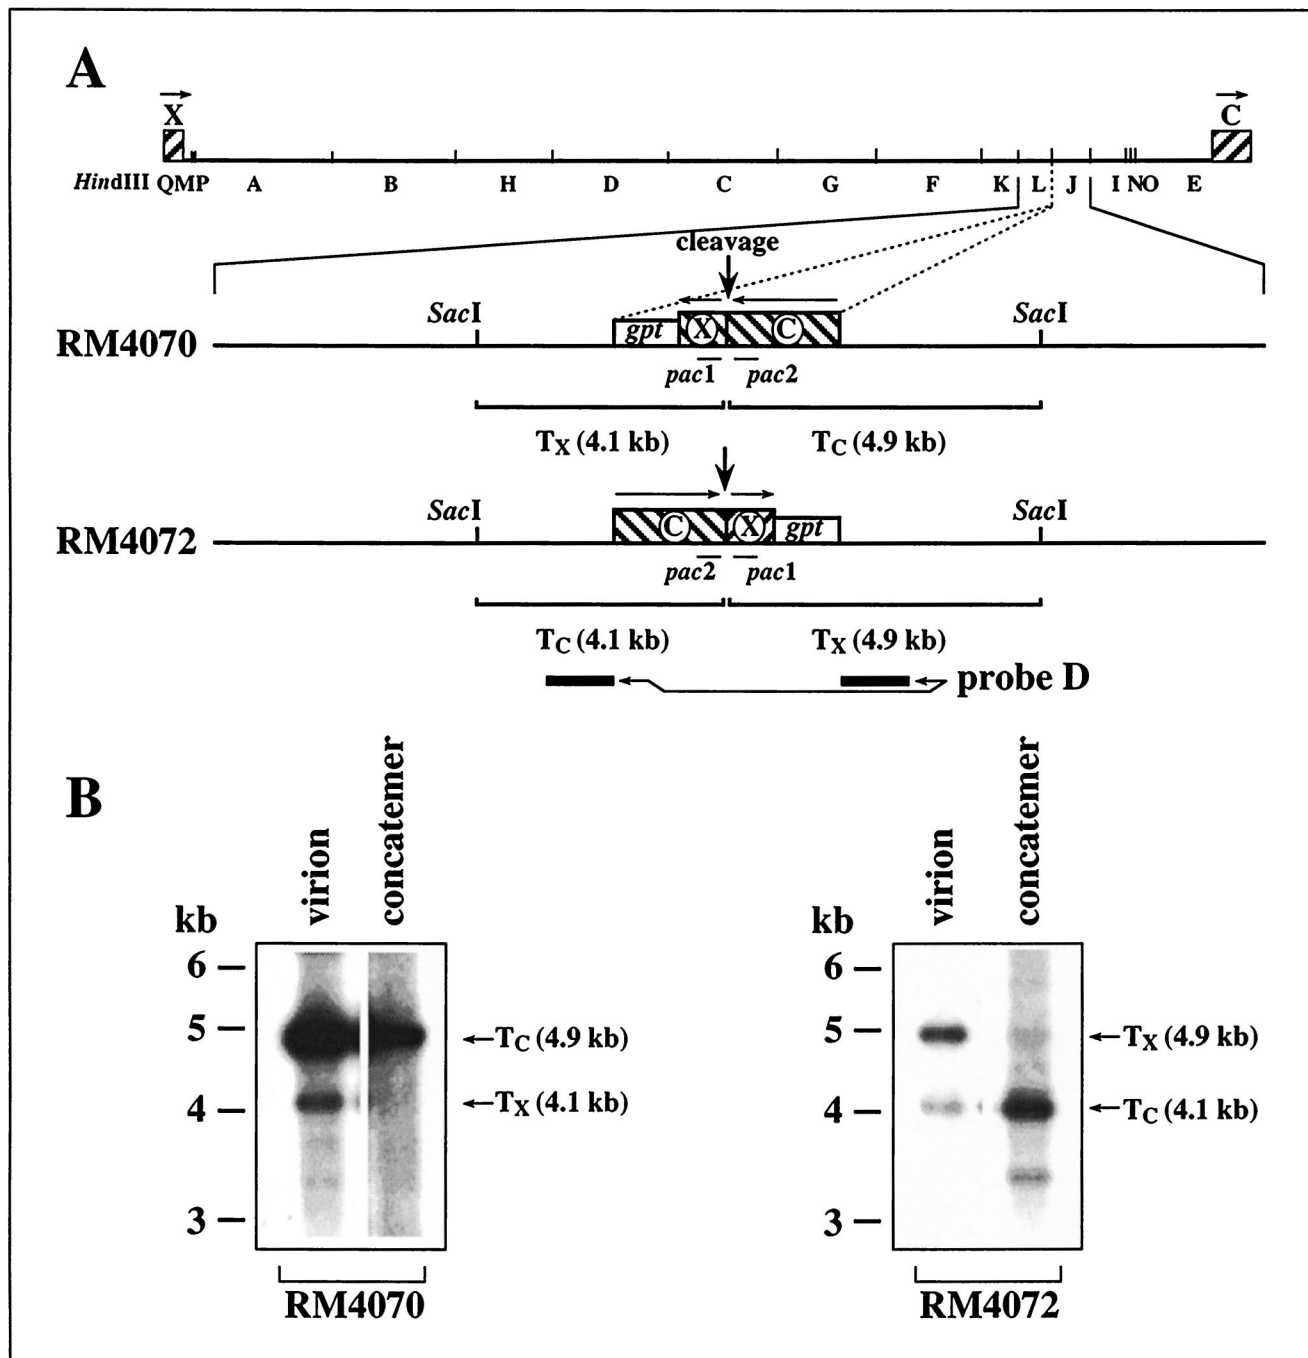 A
X C
HindIII QMP A B H D C G F K L J I NO E
cleavage
SacI SacI
RM4070 gpt X C
pac1 pac2
TX (4.1 kb) TC (4.9 kb)
SacI SacI
RM4072 C X gpt
pac2 pac1
TC (4.1 kb) TX (4.9 kb)
probe D
B
virion concatemer virion concatemer
kb kb
6 6
5 TC (4.9 kb) 5 TX (4.9 kb)
4 TX (4.1 kb) 4 TC (4.1 kb)
3 3
RM4070 RM4072